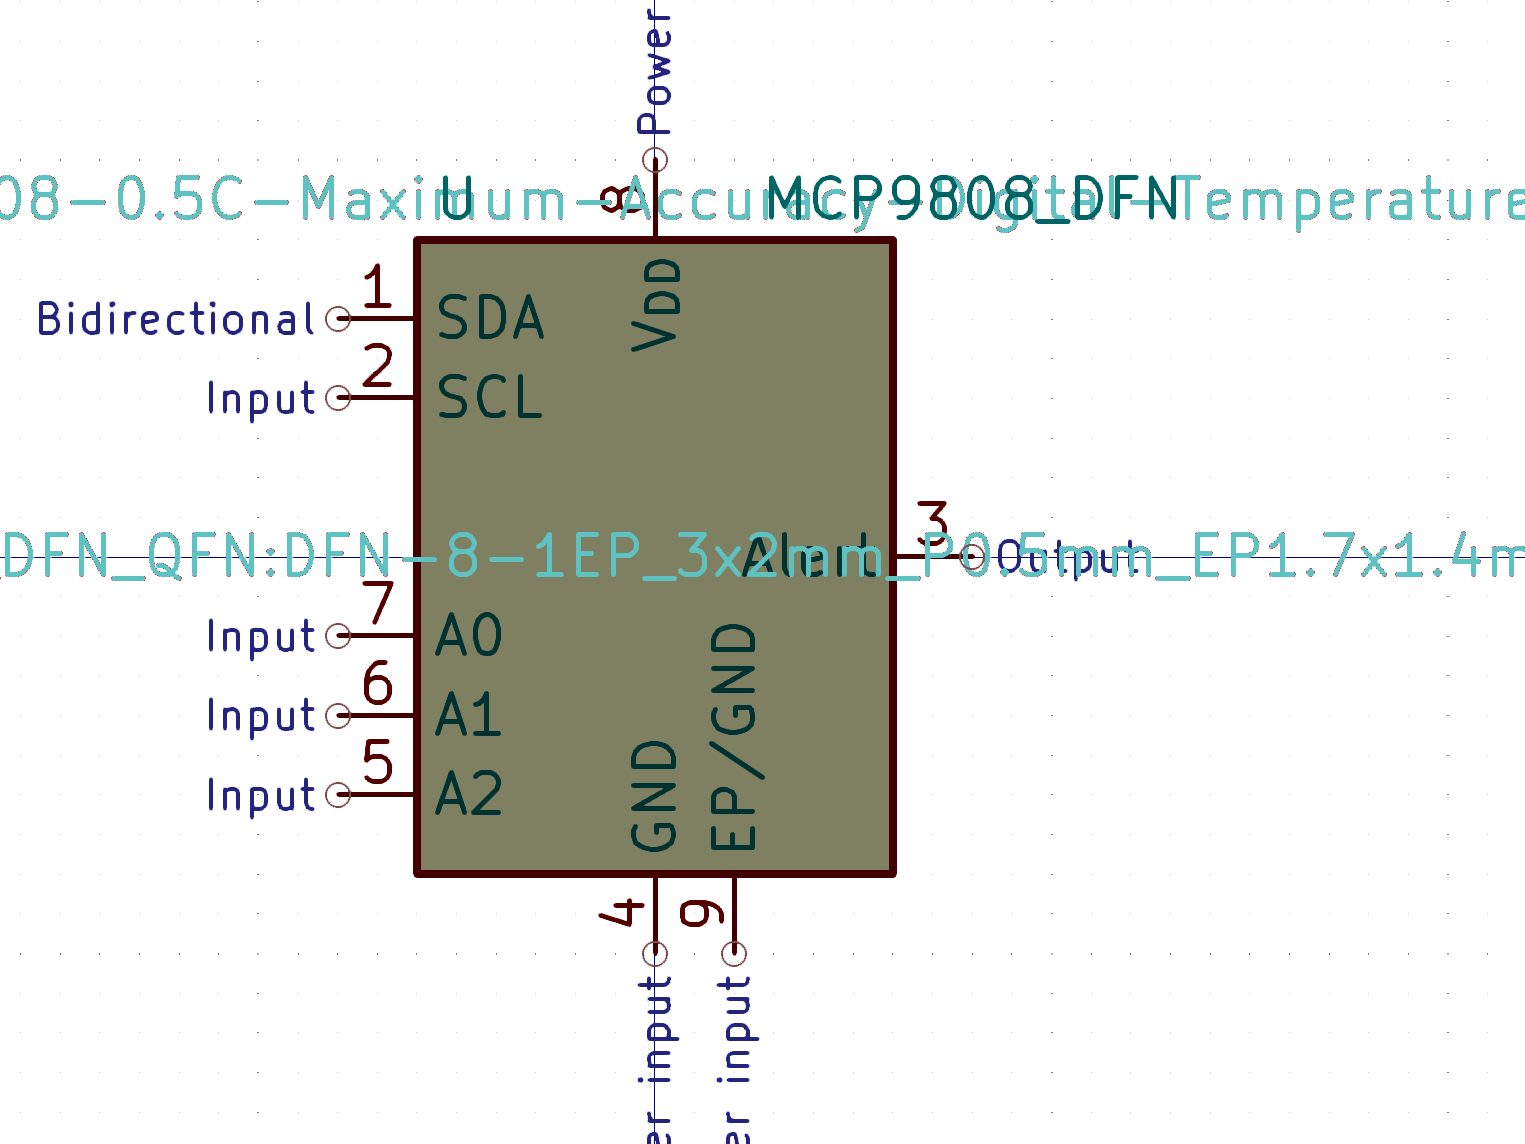 Power
08-0.5C-Maximum-Accuracy-Digital-Temperature
U
8
MCP9808_DFN
VDD
Bidirectional 1 SDA
Input 2 SCL
3
_DFN_QFN:DFN-8-1EP_3x2mm_P0.5mm_EP1.7x1.4m
Alert
Output
Input 7 A0
Input 6 A1
Input 5 A2
GND
EP/GND
4
9
er input
er input